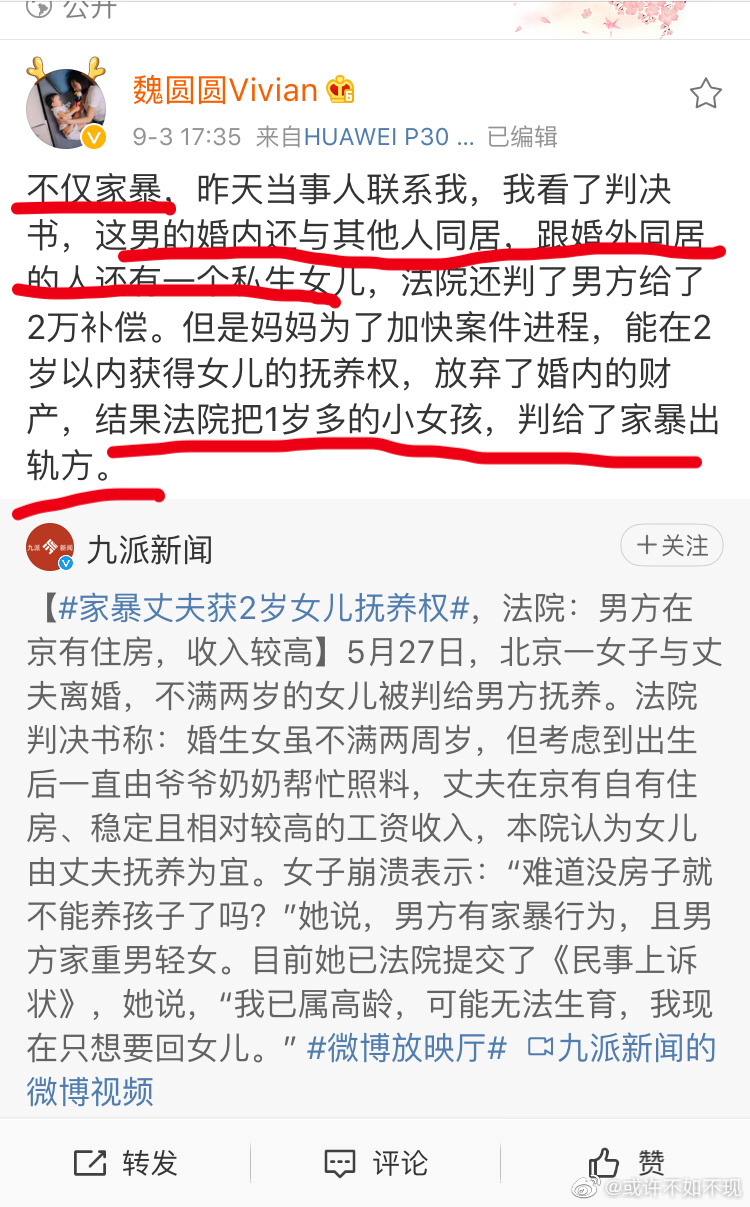 公开
魏圆圆Vivian
9-3 17:35 来自HUAWEI P30 ... 已编辑
不仅家暴，昨天当事人联系我，我看了判决
书，这男的婚内还与其他人同居，跟婚外同居
的人还有一个私生女儿，法院还判了男方给了
2万补偿。但是妈妈为了加快案件进程，能在2
岁以内获得女儿的抚养权，放弃了婚内的财
产，结果法院把1岁多的小女孩，判给了家暴出
轨方。
九派新闻
九派新闻
+关注
【#家暴丈夫获2岁女儿抚养权#，法院：男方在
京有住房，收入较高】5月27日，北京一女子与丈
夫离婚，不满两岁的女儿被判给男方抚养。法院
判决书称：婚生女虽不满两周岁，但考虑到出生
后一直由爷爷奶奶帮忙照料，丈夫在京有自有住
房、稳定且相对较高的工资收入，本院认为女儿
由丈夫抚养为宜。女子崩溃表示：“难道没房子就
不能养孩子了吗？”她说，男方有家暴行为，且男
方家重男轻女。目前她已法院提交了《民事上诉
状》，她说，“我已属高龄，可能无法生育，我现
在只想要回女儿。” #微博放映厅# 九派新闻的
微博视频
转发 评论 赞
@或许不如不现